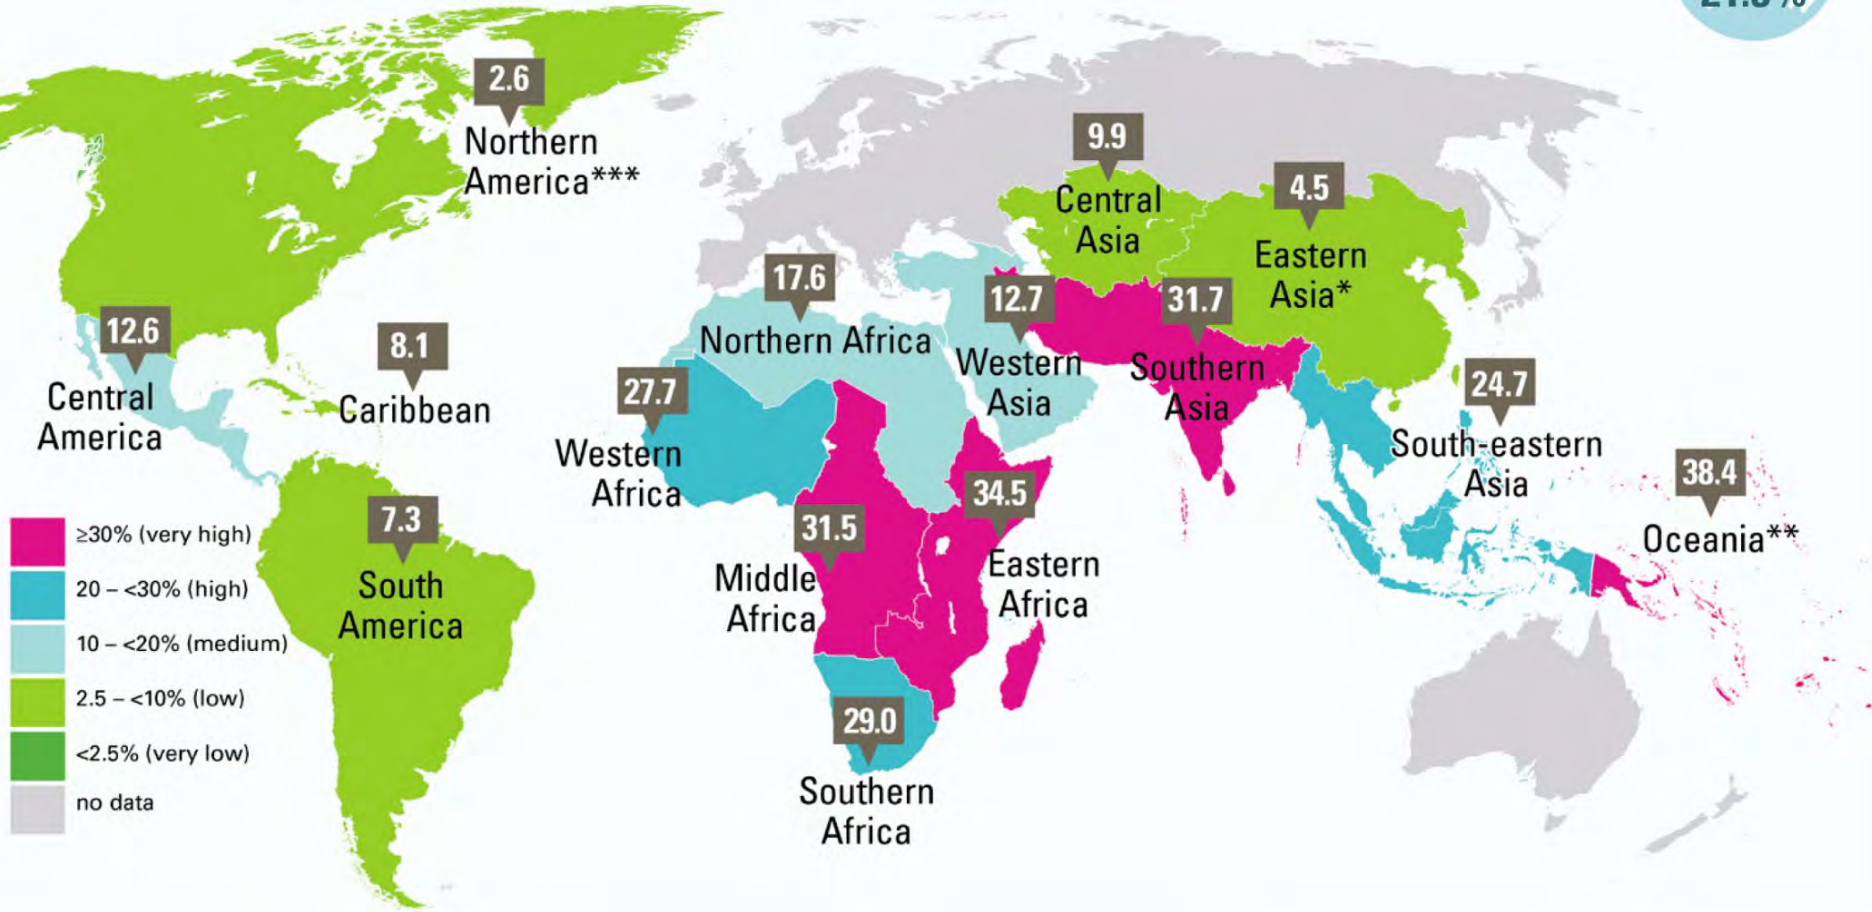 2.6
Northern
America***
9.9
Central
Asia
4.5
Eastern
Asia*
12.6
Central
America
8.1
Caribbean
17.6
Northern Africa
12.7
Western
Asia
31.7
Southern
Asia
27.7
Western
Africa
24.7
South-eastern
Asia
38.4
Oceania**
7.3
South
America
31.5
Middle
Africa
34.5
Eastern
Africa
29.0
Southern
Africa
≥30% (very high)
20 – <30% (high)
10 – <20% (medium)
2.5 – <10% (low)
<2.5% (very low)
no data